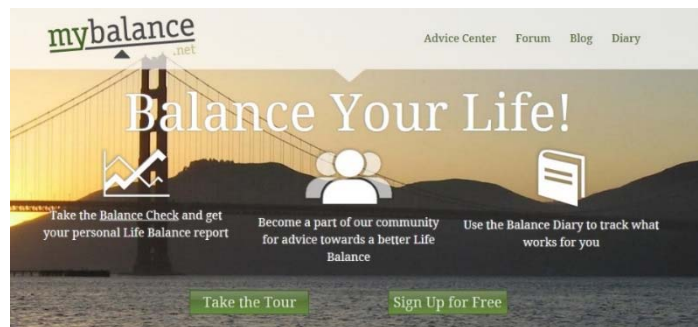 mybalance
.net
Advice Center Forum Blog Diary
Balance Your Life!
Take the Balance Check and get
your personal Life Balance report
Become a part of our community
for advice towards a better Life
Balance
Use the Balance Diary to track what
works for you
Take the Tour
Sign Up for Free